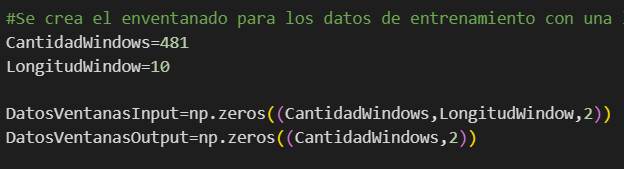 #Se crea el enventanado para los datos de entrenamiento con una
CantidadWindows=481
LongitudWindow=10
DatosVentanasInput=np.zeros((CantidadWindows,LongitudWindow,2))
DatosVentanasOutput=np.zeros((CantidadWindows,2))